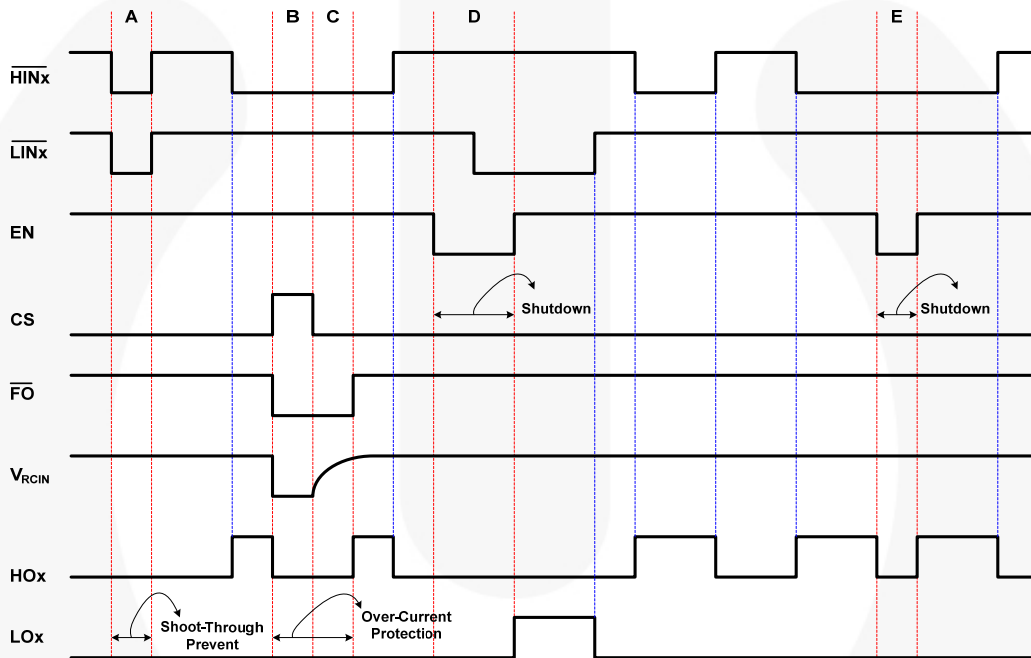 A B C D E
HINx
LINx
EN
CS
Shutdown
Shutdown
FO
VRCIN
HOx
LOx
Shoot-Through
Prevent
Over-Current
Protection